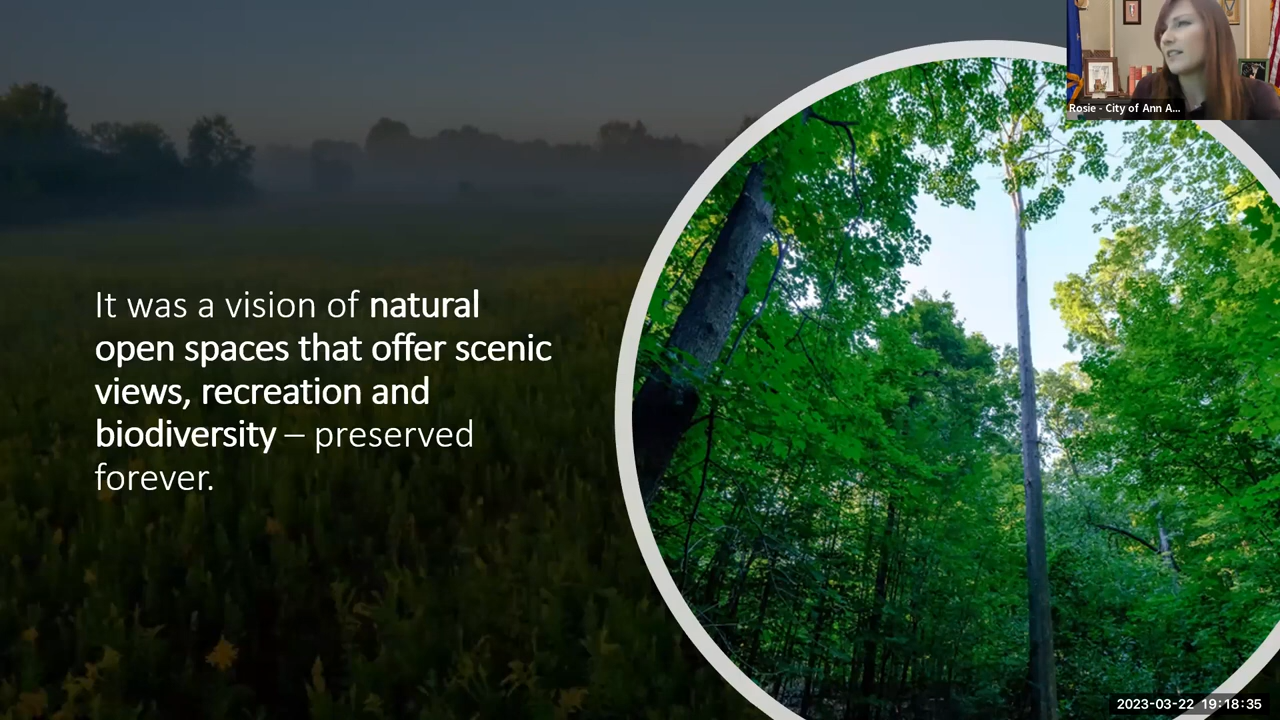 Rosie - City of Ann A...
It was a vision of natural
open spaces that offer scenic
views, recreation and
biodiversity – preserved
forever.
2023-03-22 19:18:35